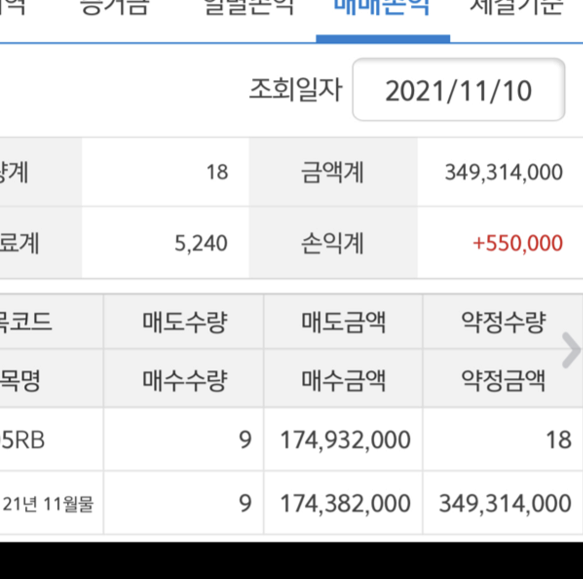 증거금 일별손익 매매손익 체결기준
조회일자 2021/11/10
18 금액계 349,314,000
료계 5,240 손익계 +550,000
코드 매도수량 매도금액 약정수량
목명 매수수량 매수금액 약정금액
5RB 9 174,932,000 18
21년 11월물 9 174,382,000 349,314,000